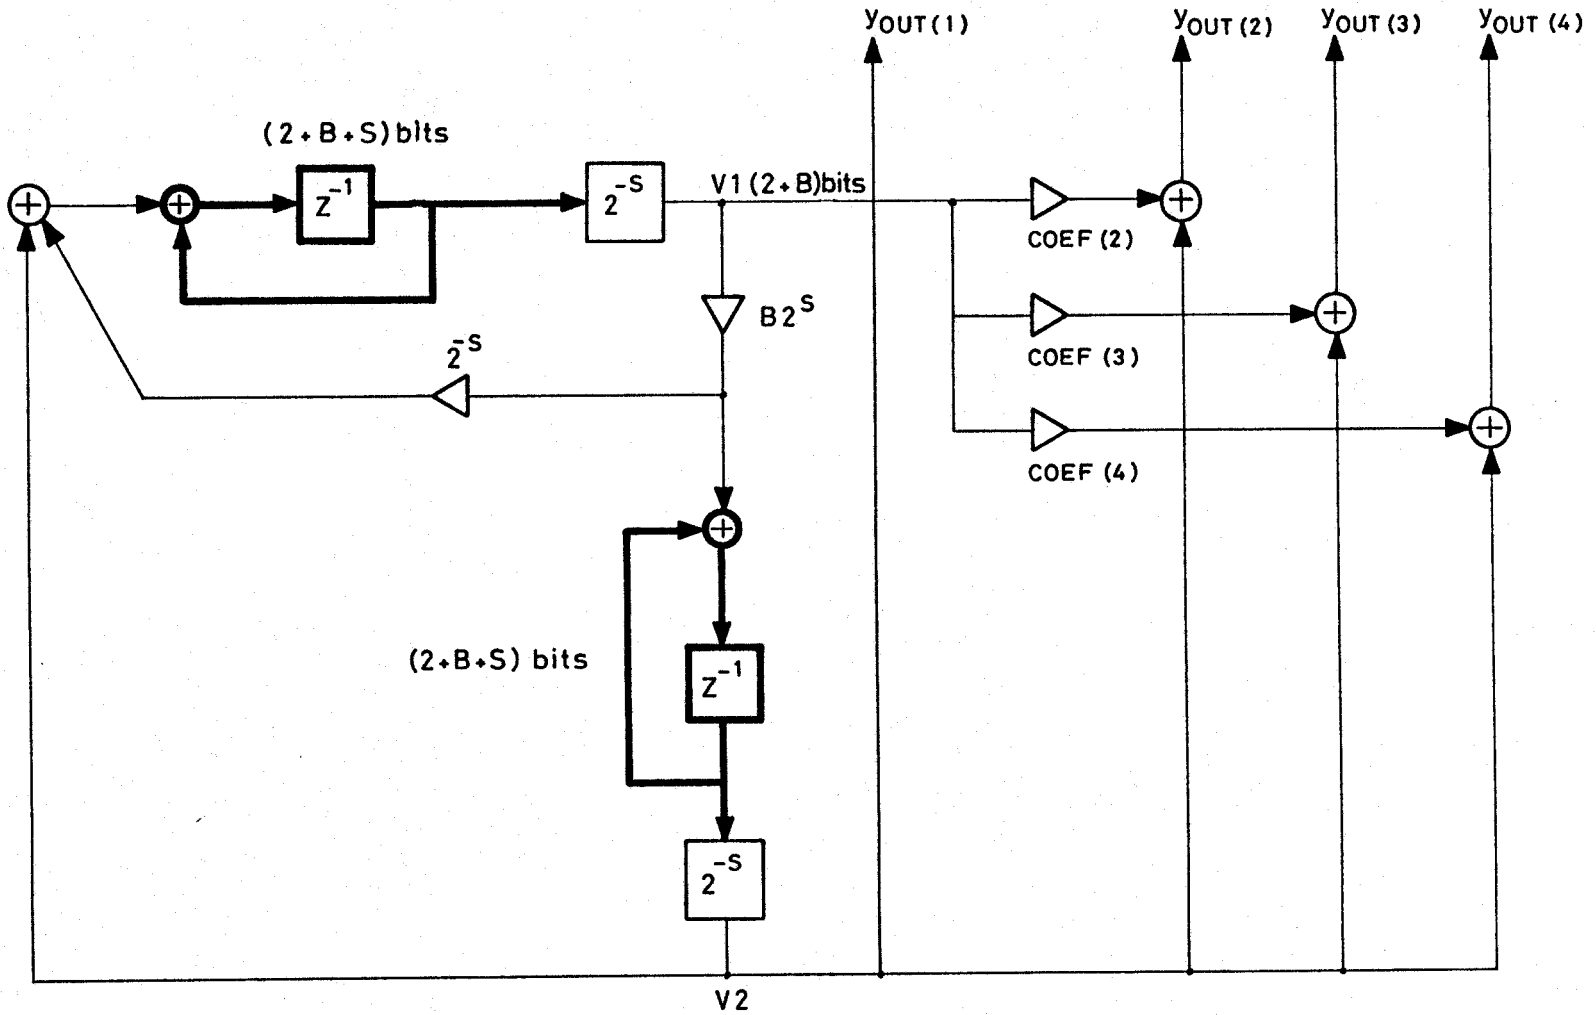 yOUT(1)
yOUT(2)
yOUT(3)
yOUT(4)
(2+B+S)bits
+
+
Z⁻¹
2⁻ˢ
V1(2+B)bits
+
COEF(2)
B2ˢ
+
COEF(3)
2⁻ˢ
+
COEF(4)
+
(2+B+S) bits
Z⁻¹
2⁻ˢ
V2